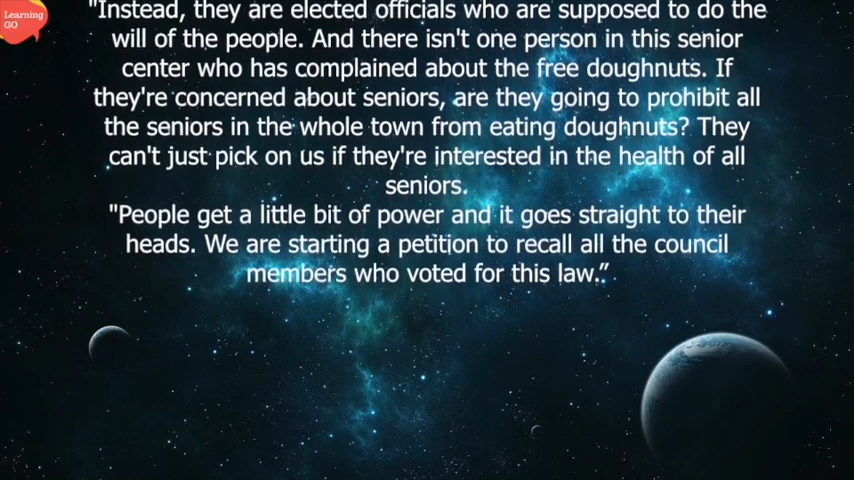 Learning
GO
"Instead, they are elected officials who are supposed to do the
will of the people. And there isn't one person in this senior
center who has complained about the free doughnuts. If
they're concerned about seniors, are they going to prohibit all
the seniors in the whole town from eating doughnuts? They
can't just pick on us if they're interested in the health of all
seniors.
"People get a little bit of power and it goes straight to their
heads. We are starting a petition to recall all the council
members who voted for this law.”